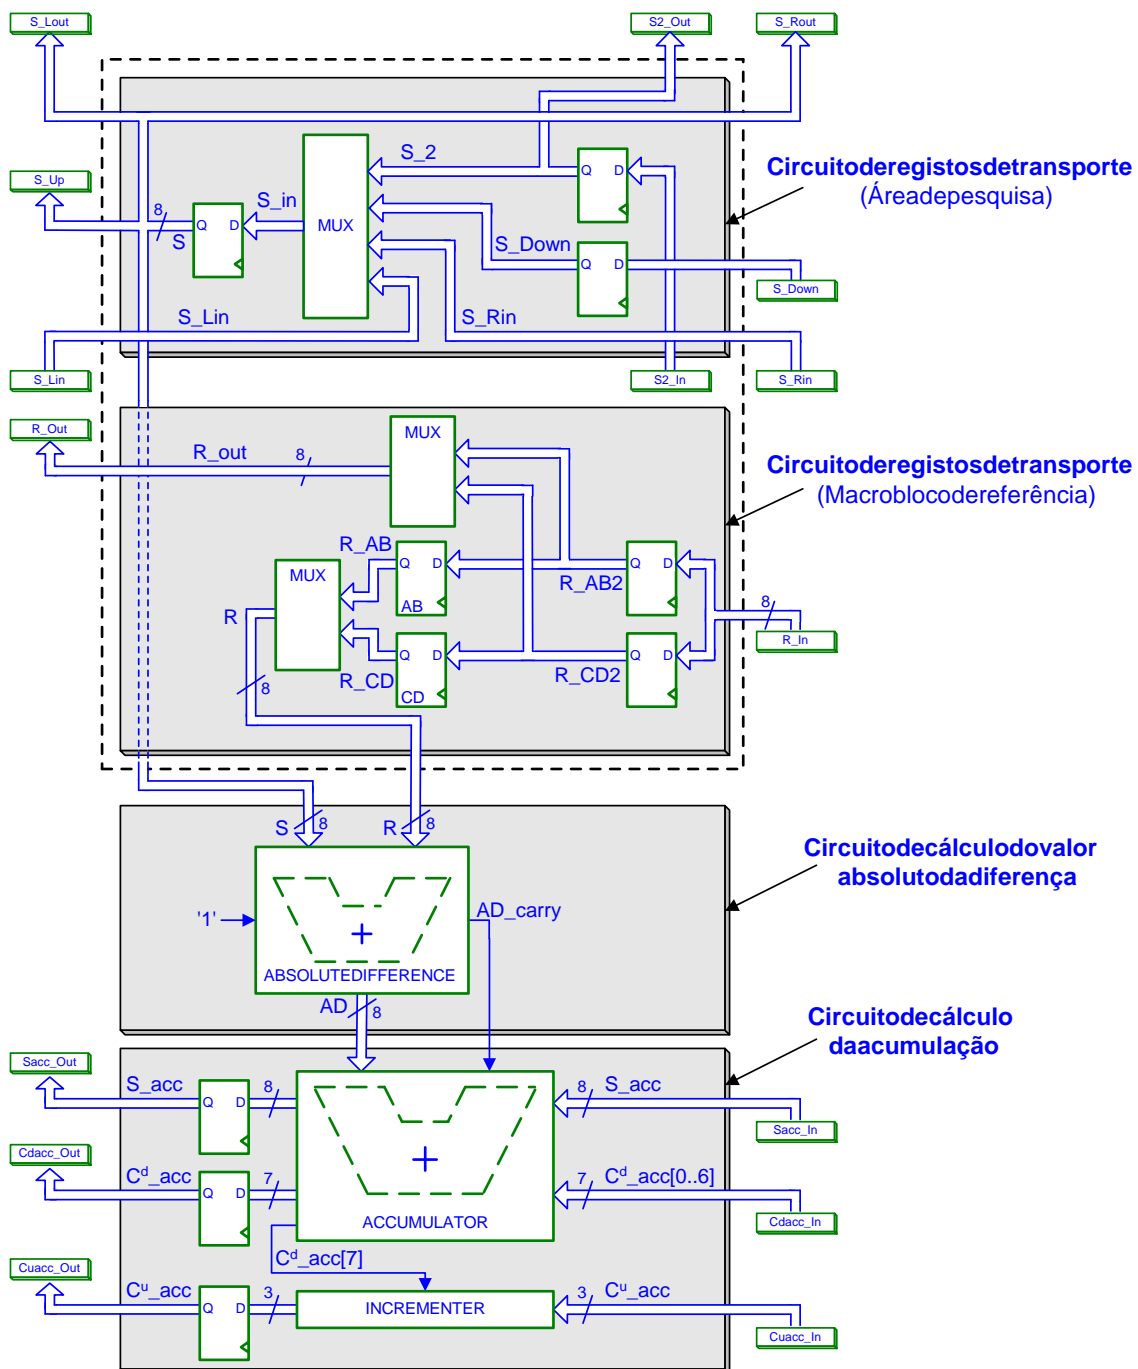 S_Lout
S2_Out
S_Rout
S_2
Circuitoderegistosdetransporte
(Áreadepesquisa)
S_Up
8
S
Q D
S_in
MUX
Q D
S_Down
Q D
S_Down
S_Lin
S_Rin
S_Lin
S2_In
S_Rin
R_Out
R_out
8
MUX
Circuitoderegistosdetransporte
(Macroblocodereferência)
MUX
R_AB
Q D
AB
R_AB2
Q D
8
R_In
R
R_CD
Q D
CD
R_CD2
Q D
8
S
8
R
8
'1'
+
AD_carry
ABSOLUTEDIFFERENCE
Circuitodecálculodovalor
absolutodadiferença
AD
8
Circuitodecálculo
daacumulação
Sacc_Out
S_acc
Q D
8
8
S_acc
Sacc_In
+
Cdacc_Out
Cᵈ_acc
Q D
7
7
Cᵈ_acc[0..6]
Cdacc_In
ACCUMULATOR
Cᵈ_acc[7]
Cuacc_Out
Cᵘ_acc
Q D
3
INCREMENTER
3
Cᵘ_acc
Cuacc_In